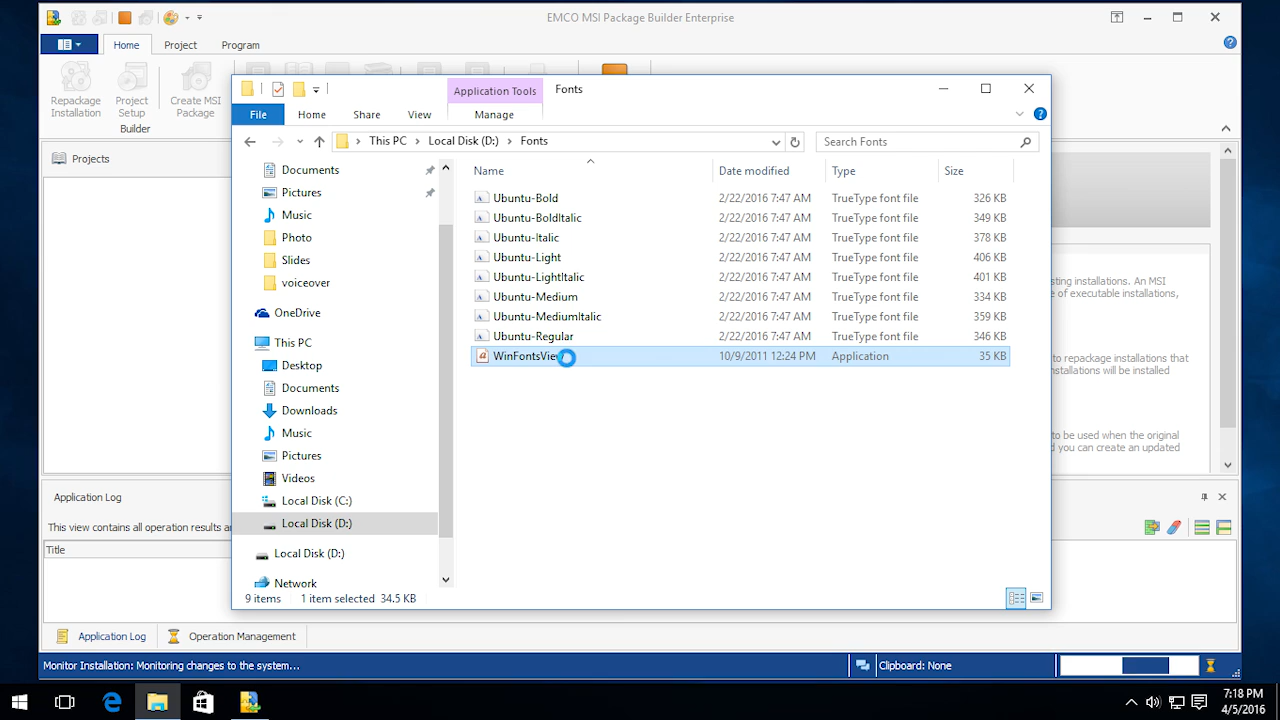 EMCO MSI Package Builder Enterprise
Home Project Program
Repackage Installation
Project Setup
Create MSI Package
Builder
Projects
Application Tools Fonts
File Home Share View Manage
This PC Local Disk (D:) Fonts
Search Fonts
Name Date modified Type Size
Documents
Pictures
Music
Photo
Slides
voiceover
OneDrive
This PC
Desktop
Documents
Downloads
Music
Pictures
Videos
Local Disk (C:)
Local Disk (D:)
Local Disk (D:)
Network
Ubuntu-Bold 2/22/2016 7:47 AM TrueType font file 326 KB
Ubuntu-BoldItalic 2/22/2016 7:47 AM TrueType font file 349 KB
Ubuntu-Italic 2/22/2016 7:47 AM TrueType font file 378 KB
Ubuntu-Light 2/22/2016 7:47 AM TrueType font file 406 KB
Ubuntu-LightItalic 2/22/2016 7:47 AM TrueType font file 401 KB
Ubuntu-Medium 2/22/2016 7:47 AM TrueType font file 334 KB
Ubuntu-MediumItalic 2/22/2016 7:47 AM TrueType font file 359 KB
Ubuntu-Regular 2/22/2016 7:47 AM TrueType font file 346 KB
WinFontsView 10/9/2011 12:24 PM Application 35 KB
9 items 1 item selected 34.5 KB
sting installations. An MSI
e of executable installations,
to repackage installations that
installations will be installed
to be used when the original
d you can create an updated
Application Log
This view contains all operation results ar
Title
Application Log Operation Management
Monitor Installation: Monitoring changes to the system... Clipboard: None
7:18 PM
4/5/2016